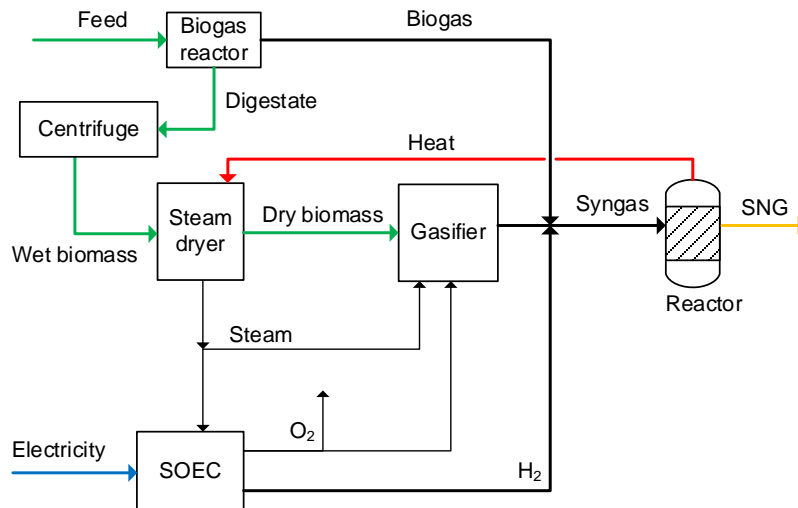 Feed
Biogas
Biogas
reactor
Digestate
Centrifuge
Heat
Steam
dryer
Dry biomass
Gasifier
Syngas
SNG
Wet biomass
Reactor
Steam
O₂
Electricity
SOEC
H₂